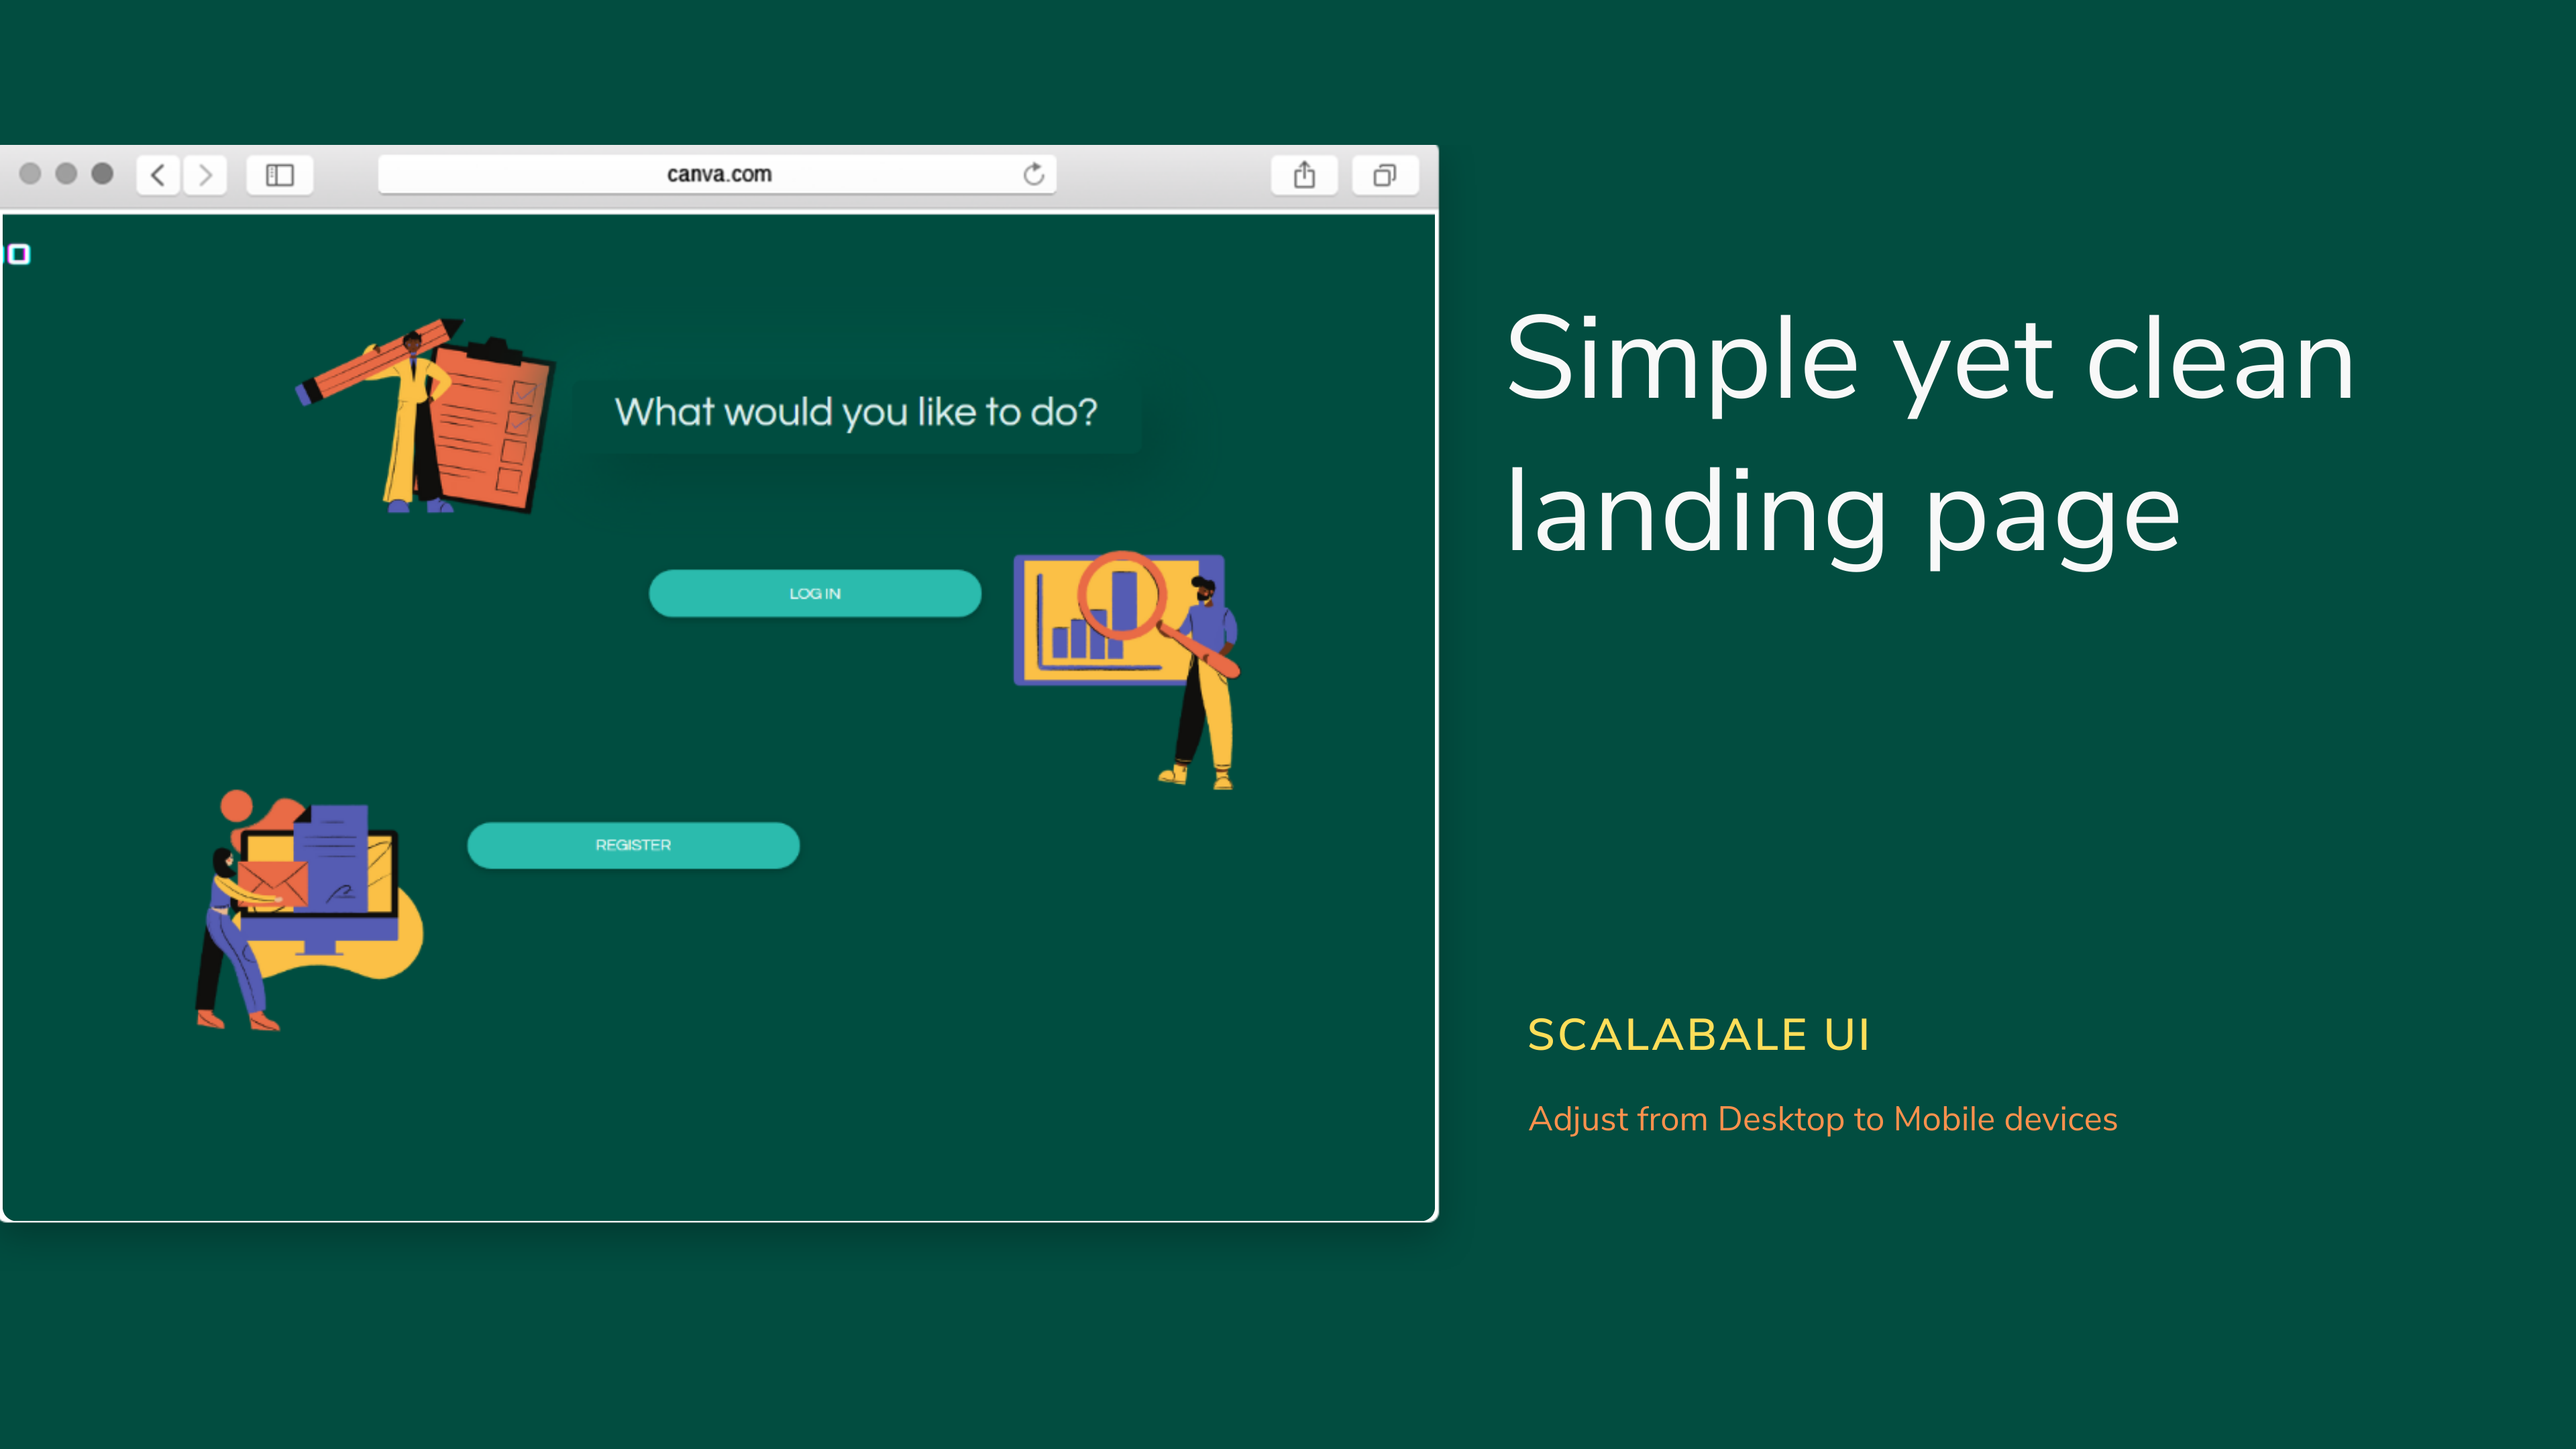 canva.com
What would you like to do?
LOG IN
REGISTER
Simple yet clean
landing page
SCALABALE UI
Adjust from Desktop to Mobile devices